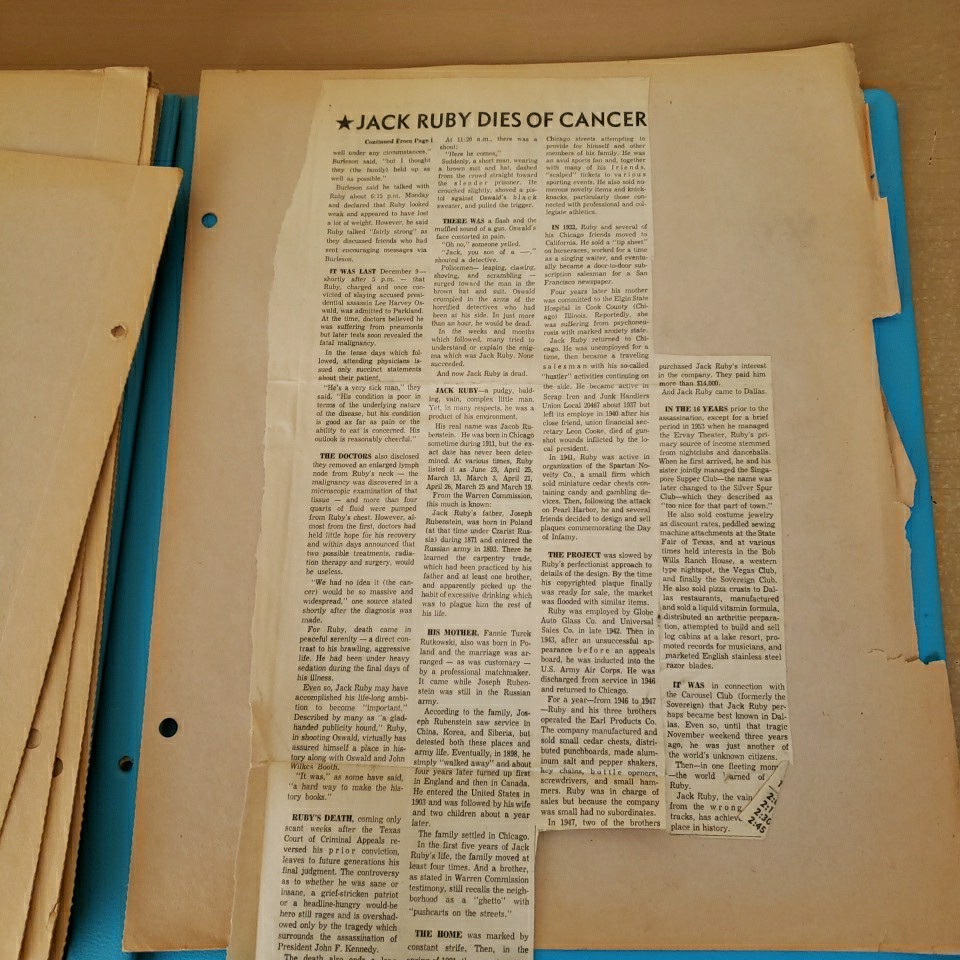 ★JACK RUBY DIES OF CANCER
Continued From Page 1
well under any circumstances,"
Burleson said, "but I thought
they (the family) held up as
well as possible."
Burleson said he talked with
Ruby about 6:15 p.m. Monday
and declared that Ruby looked
weak and appeared to have lost
a lot of weight. However, he said
Ruby talked "fairly strong" as
they discussed friends who had
sent encouraging messages via
Burleson.
IT WAS LAST December 9—
shortly after 5 p.m. — that
Ruby, charged and once con-
victed of slaying accused presi-
dential assassin Lee Harvey Os-
wald, was admitted to Parkland.
At the time, doctors believed he
was suffering from pneumonia
but later tests soon revealed the
fatal malignancy.
In the tense days which fol-
lowed, attending physicians is-
sued only succinct statements
about their patient.
"He's a very sick man," they
said. "His condition is poor in
terms of the underlying nature
of the disease, but his condition
is good as far as pain or the
ability to eat is concerned. His
outlook is reasonably cheerful."
THE DOCTORS also disclosed
they removed an enlarged lymph
node from Ruby's neck — the
malignancy was discovered in a
microscopic examination of that
tissue — and more than four
quarts of fluid were pumped
from Ruby's chest. However, al-
most from the first, doctors had
held little hope for his recovery
and within days announced that
two possible treatments, radia-
tion therapy and surgery, would
be useless.
"We had no idea it (the can-
cer) would be so massive and
widespread," one source stated
shortly after the diagnosis was
made.
For Ruby, death came in
peaceful serenity — a direct con-
trast to his brawling, aggressive
life. He had been under heavy
sedation during the final days of
his illness.
Even so, Jack Ruby may have
accomplished his life-long ambi-
tion to become "important."
Described by many as "a glad-
handed publicity hound," Ruby,
in shooting Oswald, virtually has
assured himself a place in his-
tory along with Oswald and John
Wilkes Booth.
"It was," as some have said,
"a hard way to make the his-
tory books."
RUBY'S DEATH, coming only
scant weeks after the Texas
Court of Criminal Appeals re-
versed his prior conviction,
leaves to future generations his
final judgment. The controversy
as to whether he was sane or
insane, a grief-stricken patriot
or a headline-hungry would-be
hero still rages and is overshad-
owed only by the tragedy which
surrounds the assassination of
President John F. Kennedy.
The death also ends a long
At 11:20 a.m., there was a
shout:
"Here he comes,"
Suddenly, a short man, wearing
a brown suit and hat, dashed
from the crowd straight toward
the slender prisoner. He
crouched slightly, shoved a pis-
tol against Oswald's black
sweater, and pulled the trigger.
THERE WAS a flash and the
muffled sound of a gun. Oswald's
face contorted in pain.
"Oh no," someone yelled.
"Jack, you son of a —,"
shouted a detective.
Policemen— leaping, clawing,
shoving, and scrambling —
surged toward the man in the
brown hat and suit. Oswald
crumpled in the arms of the
horrified detectives who had
been at his side. In just more
than an hour, he would be dead.
In the weeks and months
which followed, many tried to
understand or explain the enig-
ma which was Jack Ruby. None
succeeded.
And now Jack Ruby is dead.
JACK RUBY—a pudgy, bald-
ing, vain, complex little man.
Yet, in many respects, he was a
product of his environment.
His real name was Jacob Ru-
benstein. He was born in Chicago
sometime during 1911, but the ex-
act date has never been deter-
mined. At various times, Ruby
listed it as June 23, April 25,
March 13, March 3, April 21,
April 26, March 25 and March 19.
From the Warren Commission,
this much is known:
Jack Ruby's father, Joseph
Rubenstein, was born in Poland
(at that time under Czarist Rus-
sia) during 1871 and entered the
Russian army in 1893. There he
learned the carpentry trade,
which had been practiced by his
father and at least one brother,
and apparently picked up the
habit of excessive drinking which
was to plague him the rest of
his life.
HIS MOTHER, Fannie Turek
Rutkowski, also was born in Po-
land and the marriage was ar-
ranged — as was customary —
by a professional matchmaker.
It came while Joseph Ruben-
stein was still in the Russian
army.
According to the family, Jos-
eph Rubenstein saw service in
China, Korea, and Siberia, but
detested both these places and
army life. Eventually, in 1898, he
simply "walked away" and about
four years later turned up first
in England and then in Canada.
He entered the United States in
1903 and was followed by his wife
and two children about a year
later.
The family settled in Chicago.
In the first five years of Jack
Ruby's life, the family moved at
least four times. And a brother,
as stated in Warren Commission
testimony, still recalls the neigh-
borhood as a "ghetto" with
"pushcarts on the streets."
THE HOME was marked by
constant strife. Then, in the
Chicago streets attempting to
provide for himself and other
members of his family. He was
an avid sports fan and, together
with many of his friends,
"scalped" tickets to various
sporting events. He also sold nu-
merous novelty items and knick-
knacks, particularly those con-
nected with professional and col-
legiate athletics.
IN 1933, Ruby and several of
his Chicago friends moved to
California. He sold a "tip sheet"
on horseraces, worked for a time
as a singing waiter, and eventu-
ally became a door-to-door sub-
scription salesman for a San
Francisco newspaper.
Four years later his mother
was committed to the Elgin State
Hospital in Cook County (Chi-
cago) Illinois. Reportedly, she
was suffering from psychoneu-
rosis with marked anxiety state.
Jack Ruby returned to Chi-
cago. He was unemployed for a
time, then became a traveling
salesman with his so-called
"hustler" activities continuing on
the side. He became active in
Scrap Iron and Junk Handlers
Union Local 20467 about 1937 but
left its employ in 1940 after his
close friend, union financial sec-
retary Leon Cooke, died of gun-
shot wounds inflicted by the lo-
cal president.
In 1941, Ruby was active in
organization of the Spartan No-
velty Co., a small firm which
sold miniature cedar chests con-
taining candy and gambling de-
vices. Then, following the attack
on Pearl Harbor, he and several
friends decided to design and sell
plaques commemorating the Day
of Infamy.
THE PROJECT was slowed by
Ruby's perfectionist approach to
details of the design. By the time
his copyrighted plaque finally
was ready for sale, the market
was flooded with similar items.
Ruby was employed by Globe
Auto Glass Co. and Universal
Sales Co. in late 1942. Then in
1943, after an unsuccessful ap-
pearance before an appeals
board, he was inducted into the
U.S. Army Air Corps. He was
discharged from service in 1946
and returned to Chicago.
For a year—from 1946 to 1947
—Ruby and his three brothers
operated the Earl Products Co.
The company manufactured and
sold small cedar chests, distri-
buted punchboards, made alum-
inum salt and pepper shakers,
key chains, bottle openers,
screwdrivers, and small ham-
mers. Ruby was in charge of
sales but because the company
was small had no subordinates.
In 1947, two of the brothers
purchased Jack Ruby's interest
in the company. They paid him
more than $14,000.
And Jack Ruby came to Dallas.
IN THE 16 YEARS prior to the
assassination, except for a brief
period in 1953 when he managed
the Ervay Theater, Ruby's pri-
mary source of income stemmed
from nightclubs and dancehalls.
When he first arrived, he and his
sister jointly managed the Singa-
pore Supper Club—the name was
later changed to the Silver Spur
Club—which they described as
"too nice for that part of town."
He also sold costume jewelry
as discount rates, peddled sewing
machine attachments at the State
Fair of Texas, and at various
times held interests in the Bob
Wills Ranch House, a western
type nightspot, the Vegas Club,
and finally the Sovereign Club.
He also sold pizza crusts to Dal-
las restaurants, manufactured
and sold a liquid vitamin formula,
distributed an arthritic prepara-
tion, attempted to build and sell
log cabins at a lake resort, pro-
moted records for musicians, and
marketed English stainless steel
razor blades.
IT WAS in connection with
the Carousel Club (formerly the
Sovereign) that Jack Ruby per-
haps became best known in Dal-
las. Even so, until that tragic
November weekend three years
ago, he was just another of
the world's unknown citizens.
Then—in one fleeting mom
—the world arned of
Ruby.
Jack Ruby, the vain
from the wrong
tracks, has achiev
place in history.
2:30
2:45